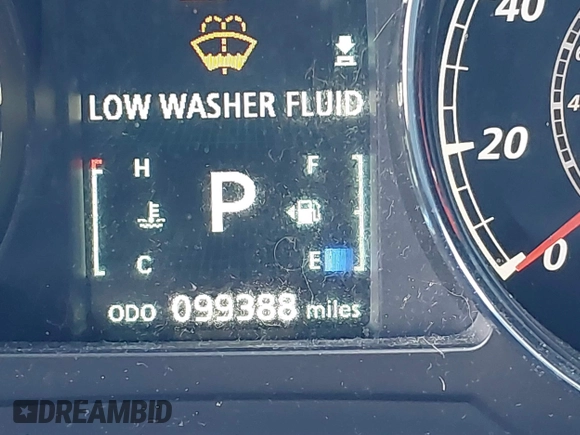 40
LOW WASHER FLUID
H F
P
20
C E
0
ODO 099388 miles
DREAMBID